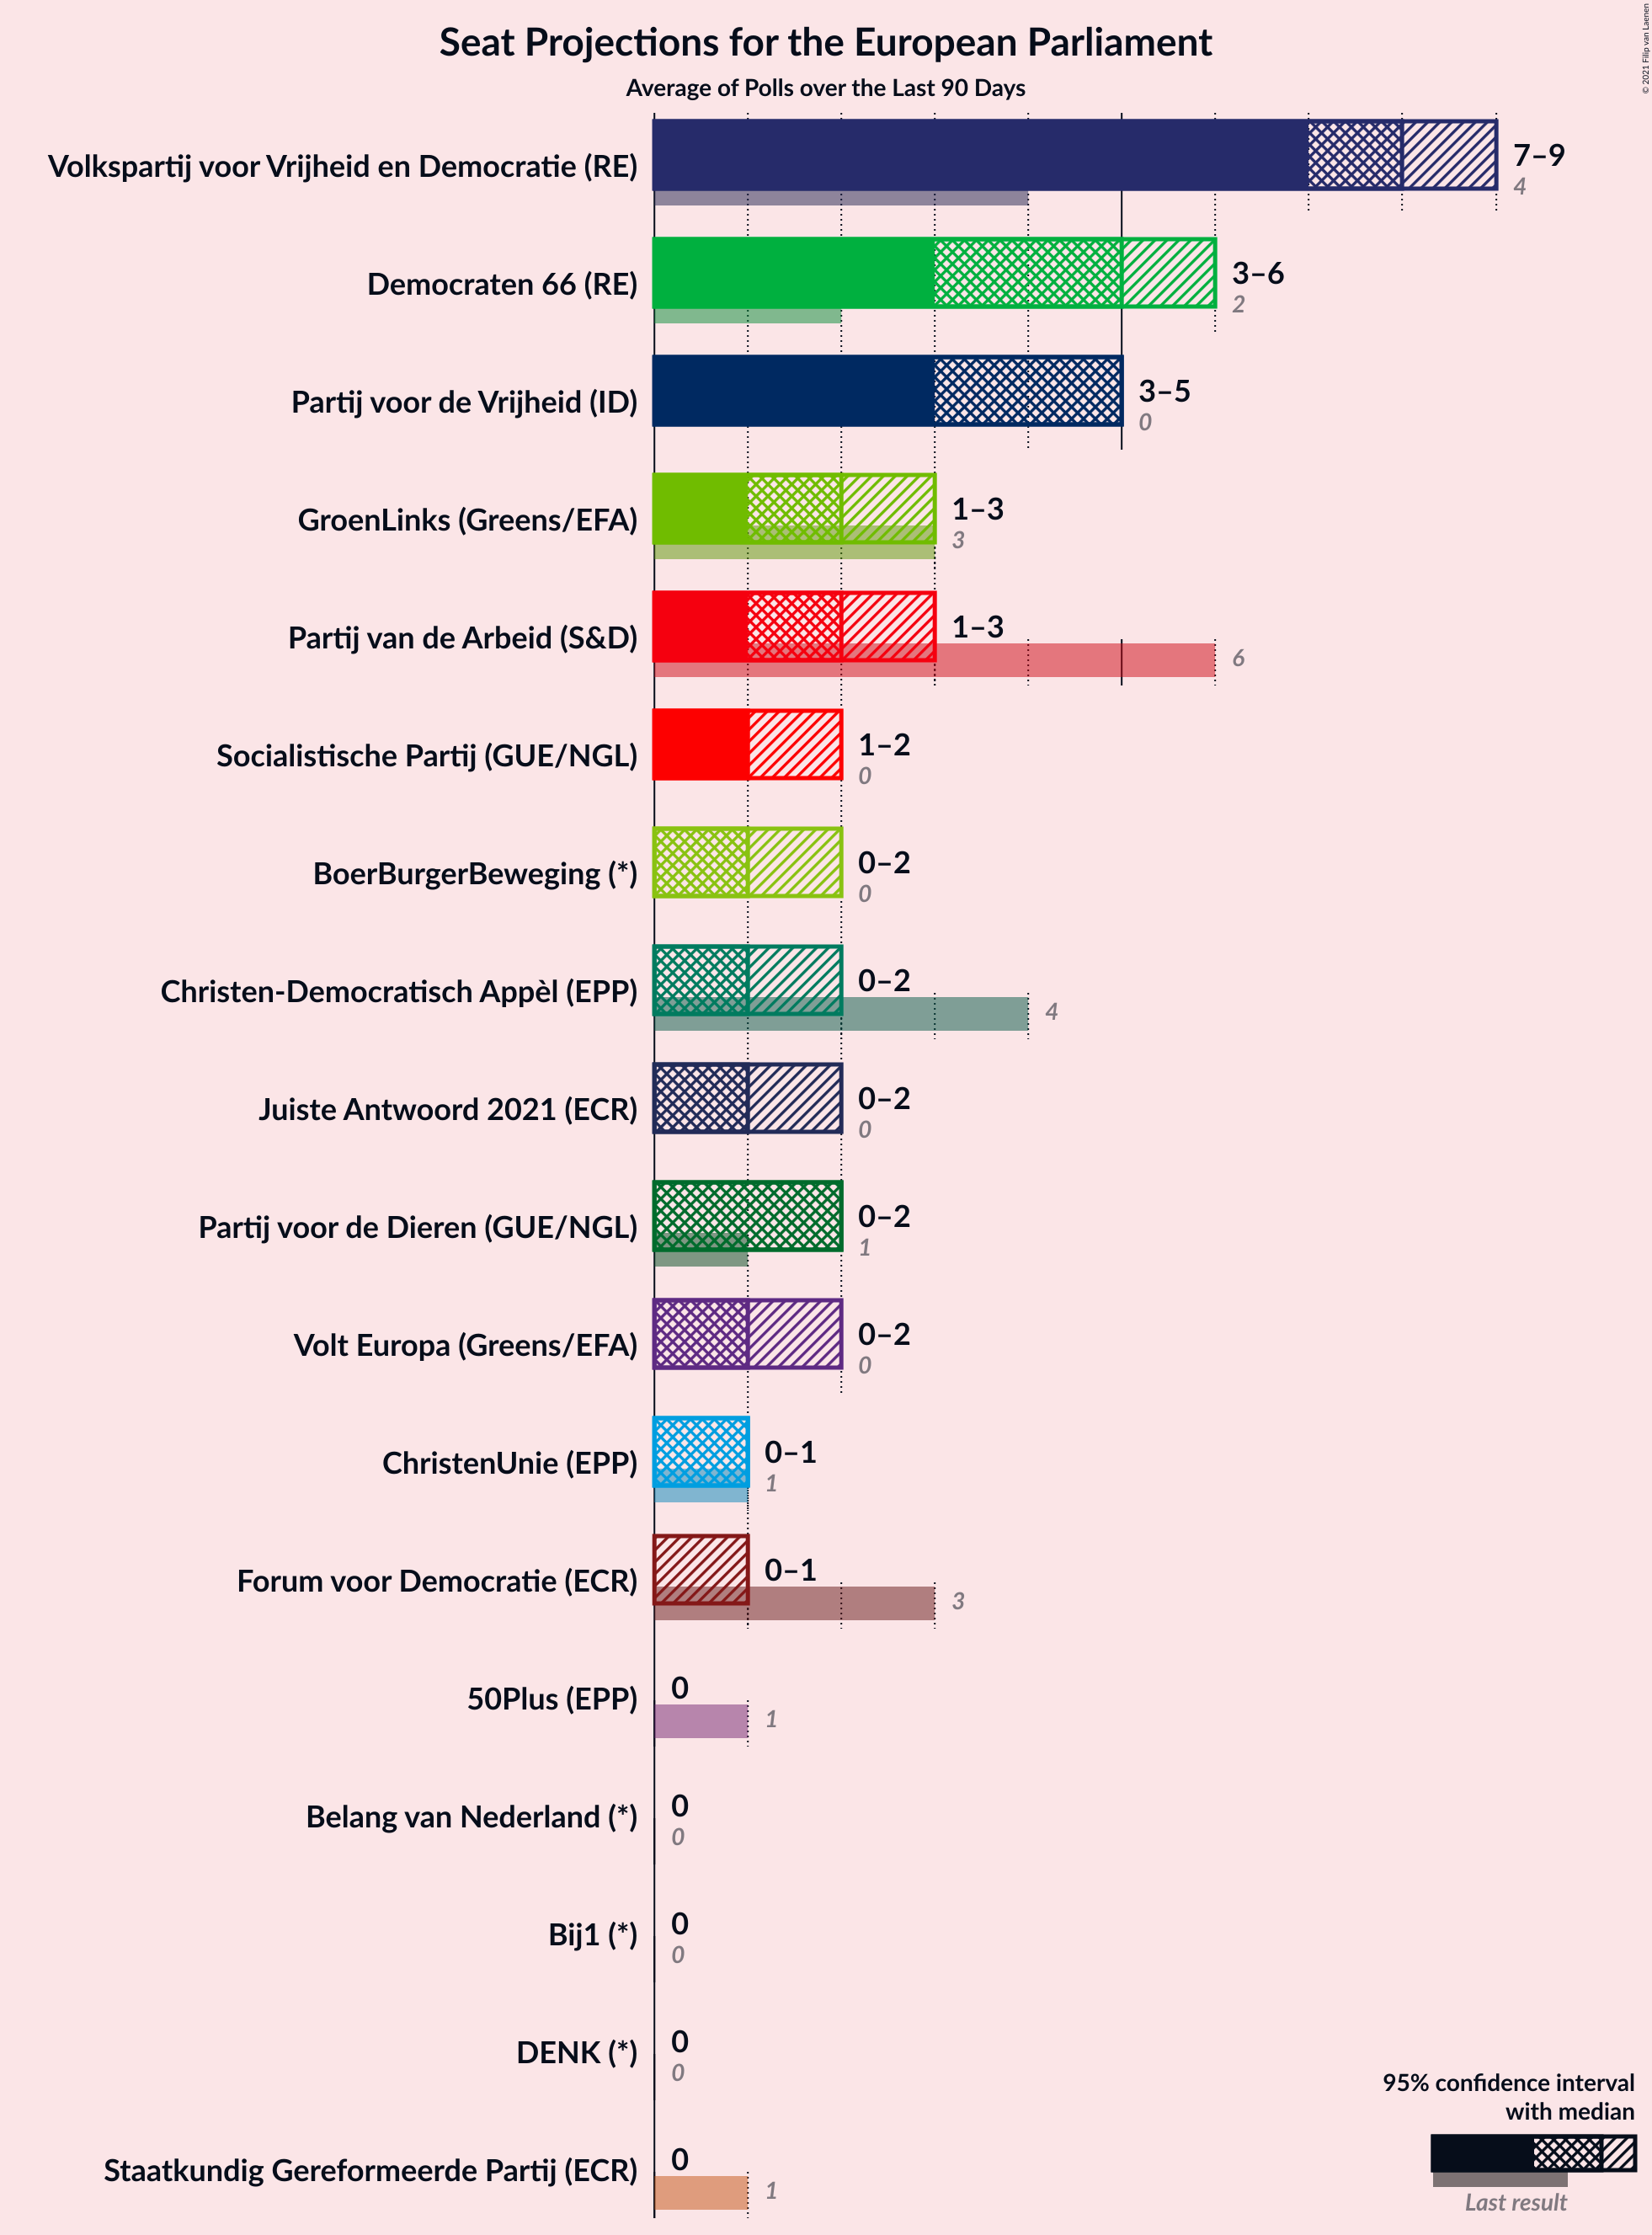 Seat Projections for the European Parliament
Average of Polls over the Last 90 Days
© 2021 Filip van Laenen
Volkspartij voor Vrijheid en Democratie (RE)
7–9
4
Democraten 66 (RE)
3–6
2
Partij voor de Vrijheid (ID)
3–5
0
GroenLinks (Greens/EFA)
1–3
3
Partij van de Arbeid (S&D)
1–3
6
Socialistische Partij (GUE/NGL)
1–2
0
BoerBurgerBeweging (*)
0–2
0
Christen-Democratisch Appèl (EPP)
0–2
4
Juiste Antwoord 2021 (ECR)
0–2
0
Partij voor de Dieren (GUE/NGL)
0–2
1
Volt Europa (Greens/EFA)
0–2
0
ChristenUnie (EPP)
0–1
1
Forum voor Democratie (ECR)
0–1
3
50Plus (EPP)
0
1
Belang van Nederland (*)
0
0
Bij1 (*)
0
0
DENK (*)
0
0
Staatkundig Gereformeerde Partij (ECR)
0
1
95% confidence interval
with median
Last result